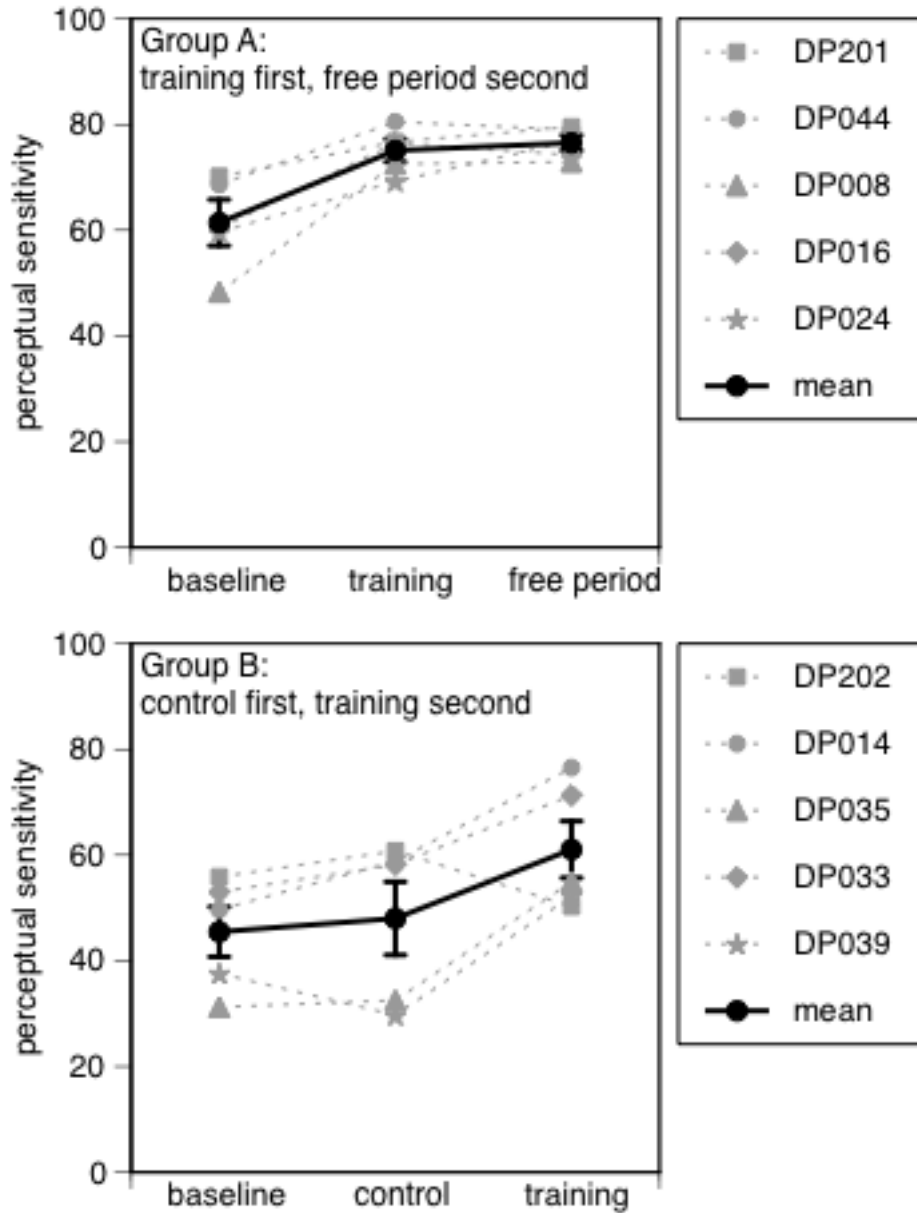 100
80
60
40
20
0
perceptual sensitivity
Group A:
training first, free period second
baseline training free period
DP201
DP044
DP008
DP016
DP024
mean
100
80
60
40
20
0
perceptual sensitivity
Group B:
control first, training second
baseline control training
DP202
DP014
DP035
DP033
DP039
mean